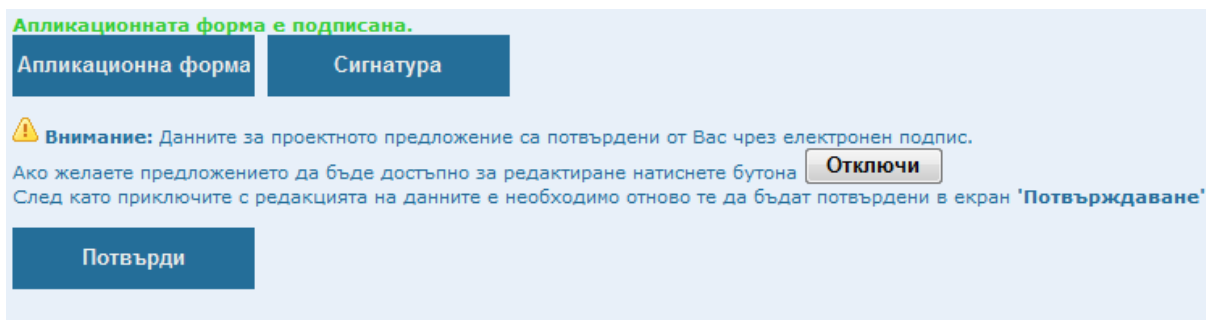 Апликационната форма е подписана.
Апликационна форма Сигнатура
Внимание: Данните за проектното предложение са потвърдени от Вас чрез електронен подпис.
Ако желаете предложението да бъде достъпно за редактиране натиснете бутона Отключи
След като приключите с редакцията на данните е необходимо отново те да бъдат потвърдени в екран 'Потвърждаване'
Потвърди